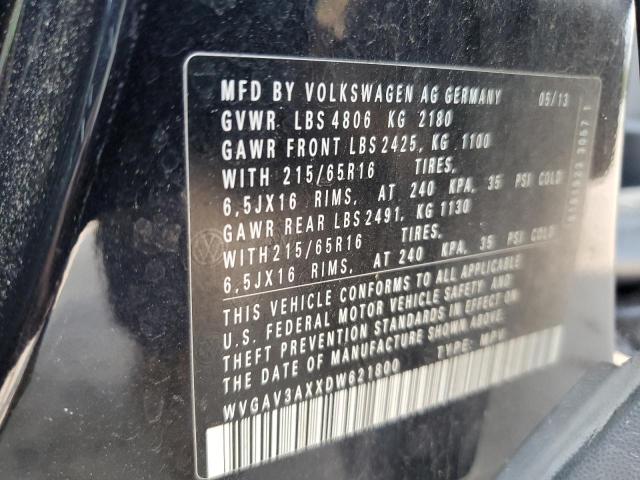 MFD BY VOLKSWAGEN AG GERMANY 05/13
GVWR LBS 4806 KG 2180
GAWR FRONT LBS 2425, KG 1100
WITH 215/65R16 TIRES,
6,5JX16 RIMS, AT 240 KPA, 35 PSI COLD
GAWR REAR LBS 2491, KG 1130
WITH 215/65R16 TIRES,
6,5JX16 RIMS, AT 240 KPA, 35 PSI COLD
THIS VEHICLE CONFORMS TO ALL APPLICABLE
U.S. FEDERAL MOTOR VEHICLE SAFETY AND
THEFT PREVENTION STANDARDS IN EFFECT ON
THE DATE OF MANUFACTURE SHOWN ABOVE.
WVGAV3AXXDW621800 TYPE: MPV